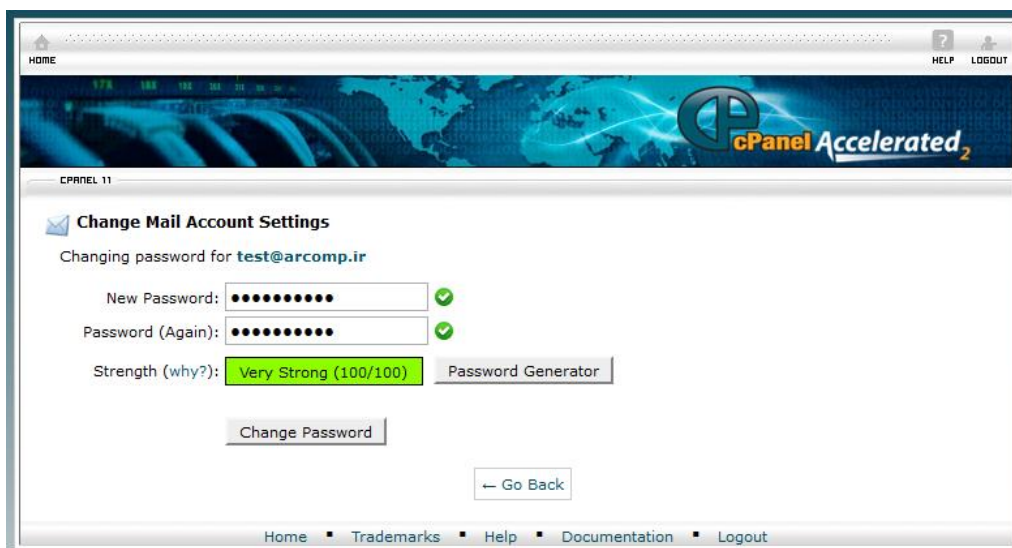 ?
HOME
HELP LOGOUT
cPanel Accelerated2
CPANEL 11
Change Mail Account Settings
Changing password for test@arcomp.ir
New Password: ••••••••••
Password (Again): ••••••••••
Strength (why?): Very Strong (100/100) Password Generator
Change Password
← Go Back
Home ▪ Trademarks ▪ Help ▪ Documentation ▪ Logout